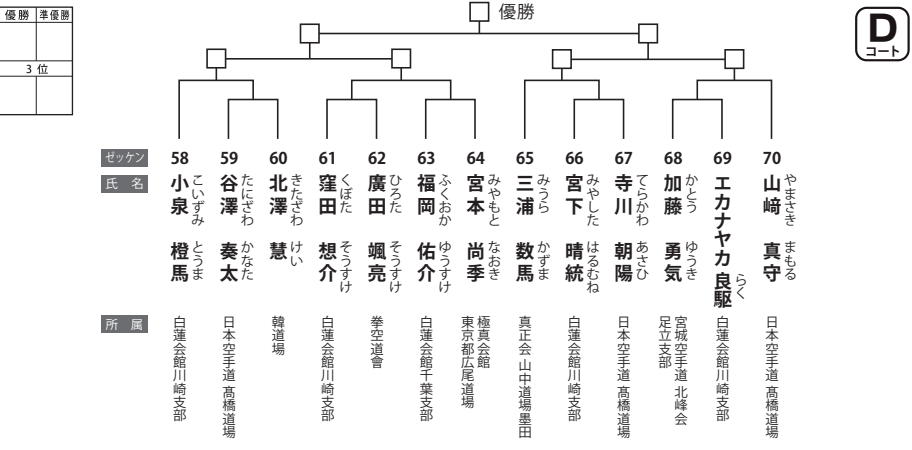 優勝 準優勝
3 位
優勝
D
コート
ゼッケン 58 59 60 61 62 63 64 65 66 67 68 69 70
氏 名
小泉 橙馬 こいずみ とうま
谷澤 奏太 たにざわ かなた
北澤 慧 きたざわ けい
窪田 想介 くぼた そうすけ
廣田 颯亮 ひろた そうすけ
福岡 佑介 ふくおか ゆうすけ
宮本 尚季 みやもと なおき
三浦 数馬 みうら かずま
宮下 晴統 みやした はるむね
寺川 朝陽 てらかわ あさひ
加藤 勇気 かとう ゆうき
エカナヤカ 良駆 らく
山﨑 真守 やまさき まもる
所 属
白蓮会館川崎支部
日本空手道 髙橋道場
韓道場
白蓮会館川崎支部
拳空道會
白蓮会館千葉支部
極真会館
東京都広尾道場
真正会 山中道場墨田
白蓮会館川崎支部
日本空手道 髙橋道場
宮城空手道 北峰会
足立支部
白蓮会館川崎支部
日本空手道 髙橋道場